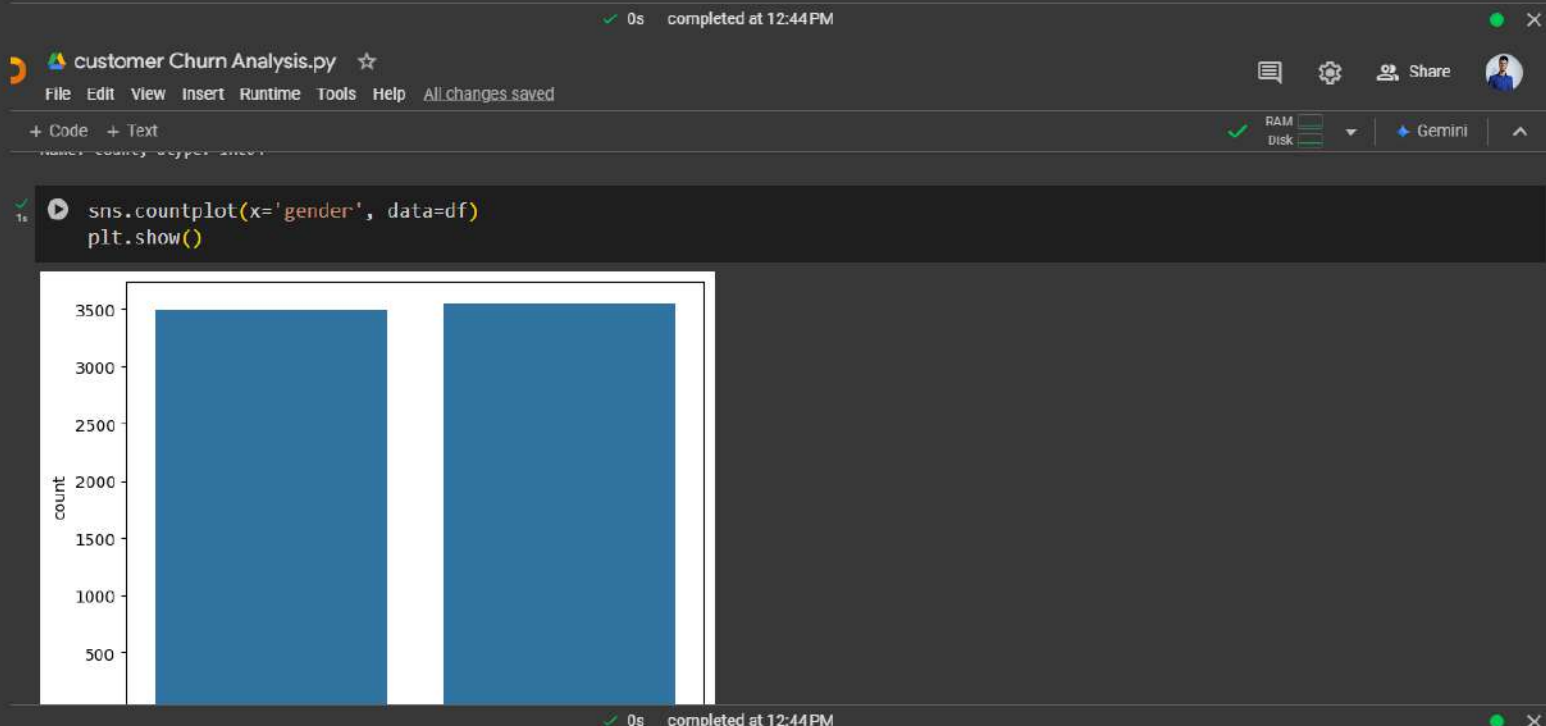 0s completed at 12:44 PM
customer Churn Analysis.py
File Edit View Insert Runtime Tools Help All changes saved
Share
+ Code + Text
RAM
Disk
Gemini
1s
sns.countplot(x='gender', data=df)
plt.show()
3500
3000
2500
2000
1500
1000
500
count
0s completed at 12:44 PM